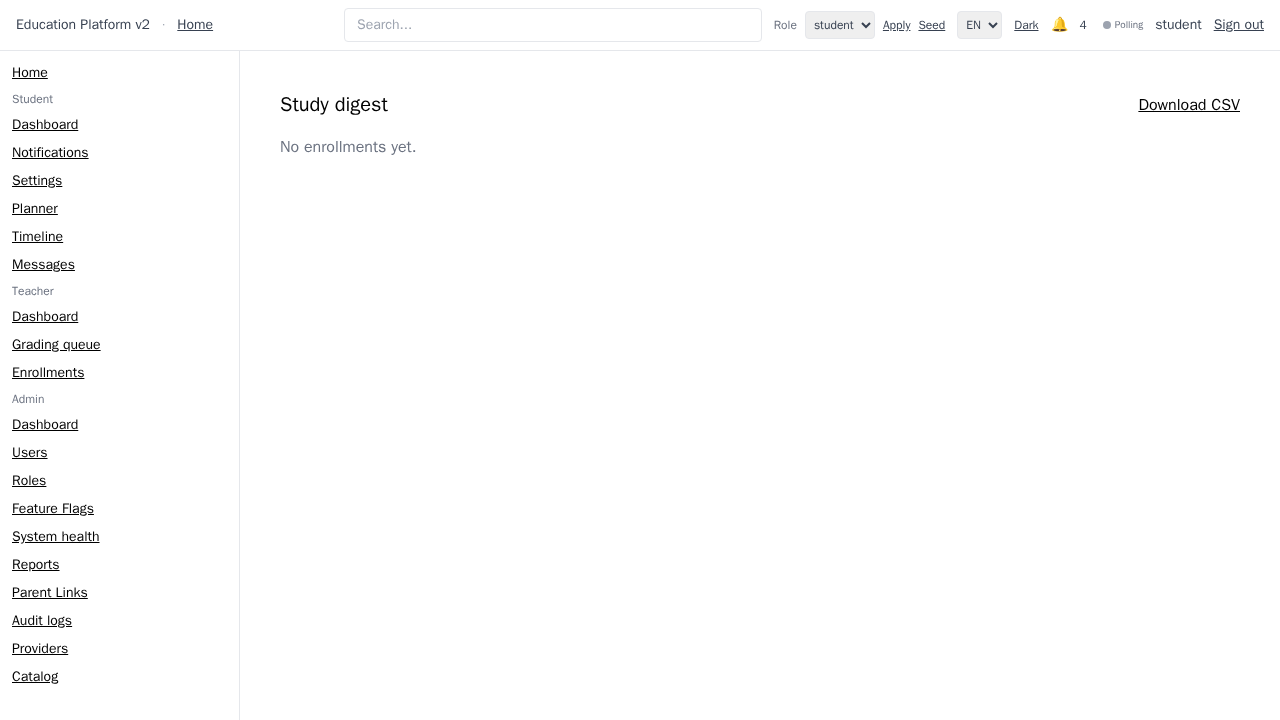 Education Platform v2 · Home
Search...
Role student Apply Seed EN Dark 🔔 4 Polling student Sign out
Home
Student
Dashboard
Notifications
Settings
Planner
Timeline
Messages
Teacher
Dashboard
Grading queue
Enrollments
Admin
Dashboard
Users
Roles
Feature Flags
System health
Reports
Parent Links
Audit logs
Providers
Catalog
Study digest
Download CSV
No enrollments yet.